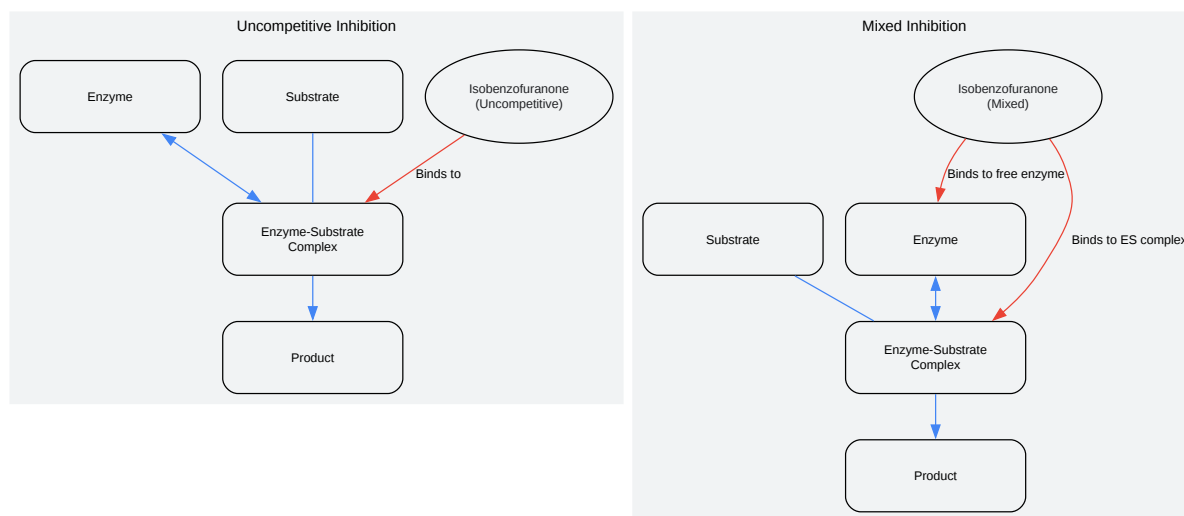 Uncompetitive Inhibition
Enzyme
Substrate
Isobenzofuranone
(Uncompetitive)
Binds to
Enzyme-Substrate
Complex
Product
Mixed Inhibition
Isobenzofuranone
(Mixed)
Binds to free enzyme
Substrate
Enzyme
Binds to ES complex
Enzyme-Substrate
Complex
Product